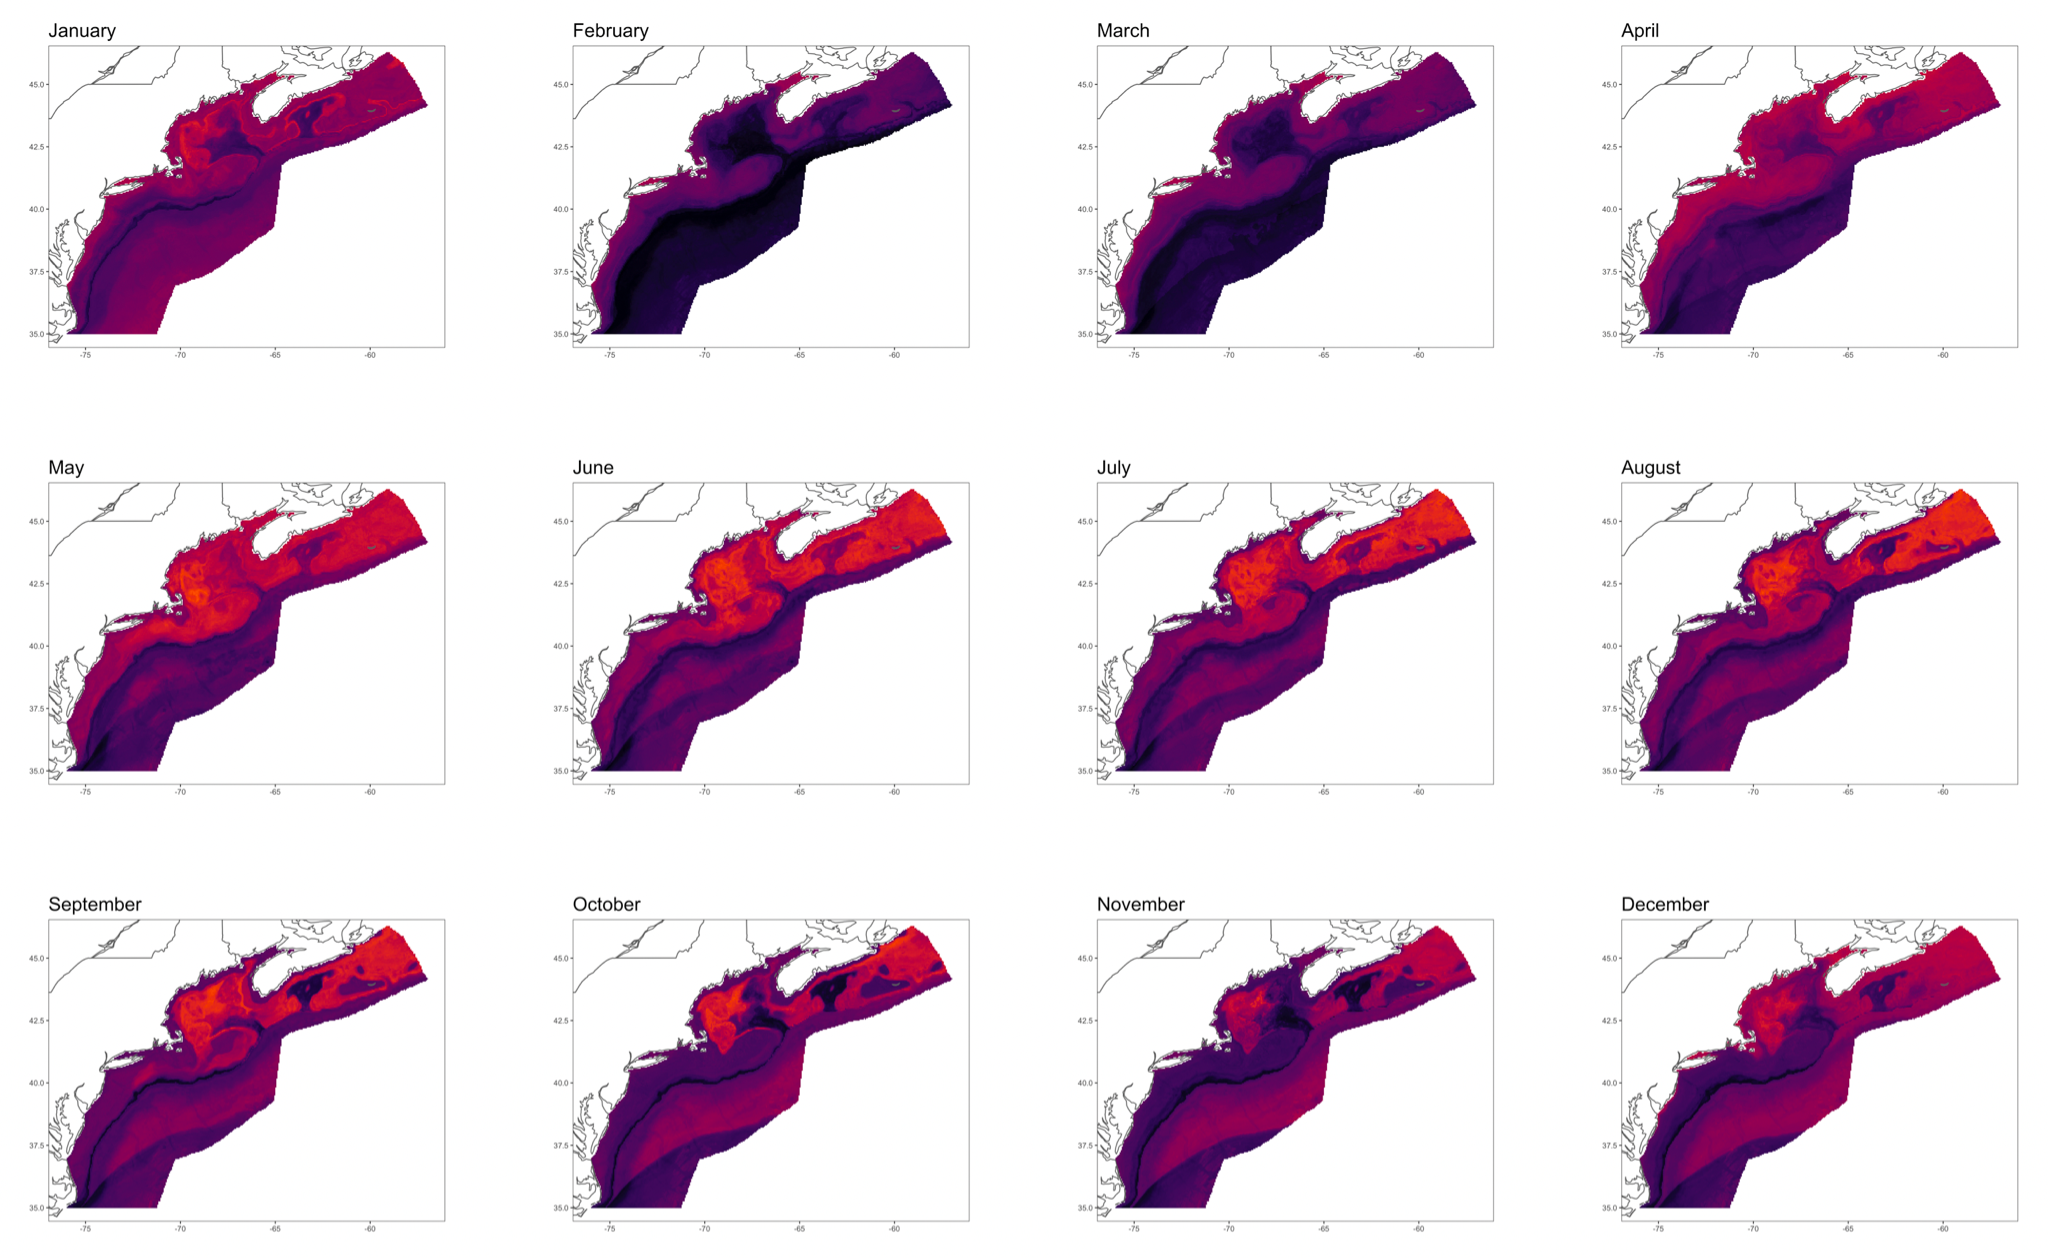 January February March April
45.0 45.0 45.0 45.0
42.5 42.5 42.5 42.5
40.0 40.0 40.0 40.0
37.5 37.5 37.5 37.5
35.0 35.0 35.0 35.0
-75 -70 -65 -60 -75 -70 -65 -60 -75 -70 -65 -60 -75 -70 -65 -60
May June July August
45.0 45.0 45.0 45.0
42.5 42.5 42.5 42.5
40.0 40.0 40.0 40.0
37.5 37.5 37.5 37.5
35.0 35.0 35.0 35.0
-75 -70 -65 -60 -75 -70 -65 -60 -75 -70 -65 -60 -75 -70 -65 -60
September October November December
45.0 45.0 45.0 45.0
42.5 42.5 42.5 42.5
40.0 40.0 40.0 40.0
37.5 37.5 37.5 37.5
35.0 35.0 35.0 35.0
-75 -70 -65 -60 -75 -70 -65 -60 -75 -70 -65 -60 -75 -70 -65 -60